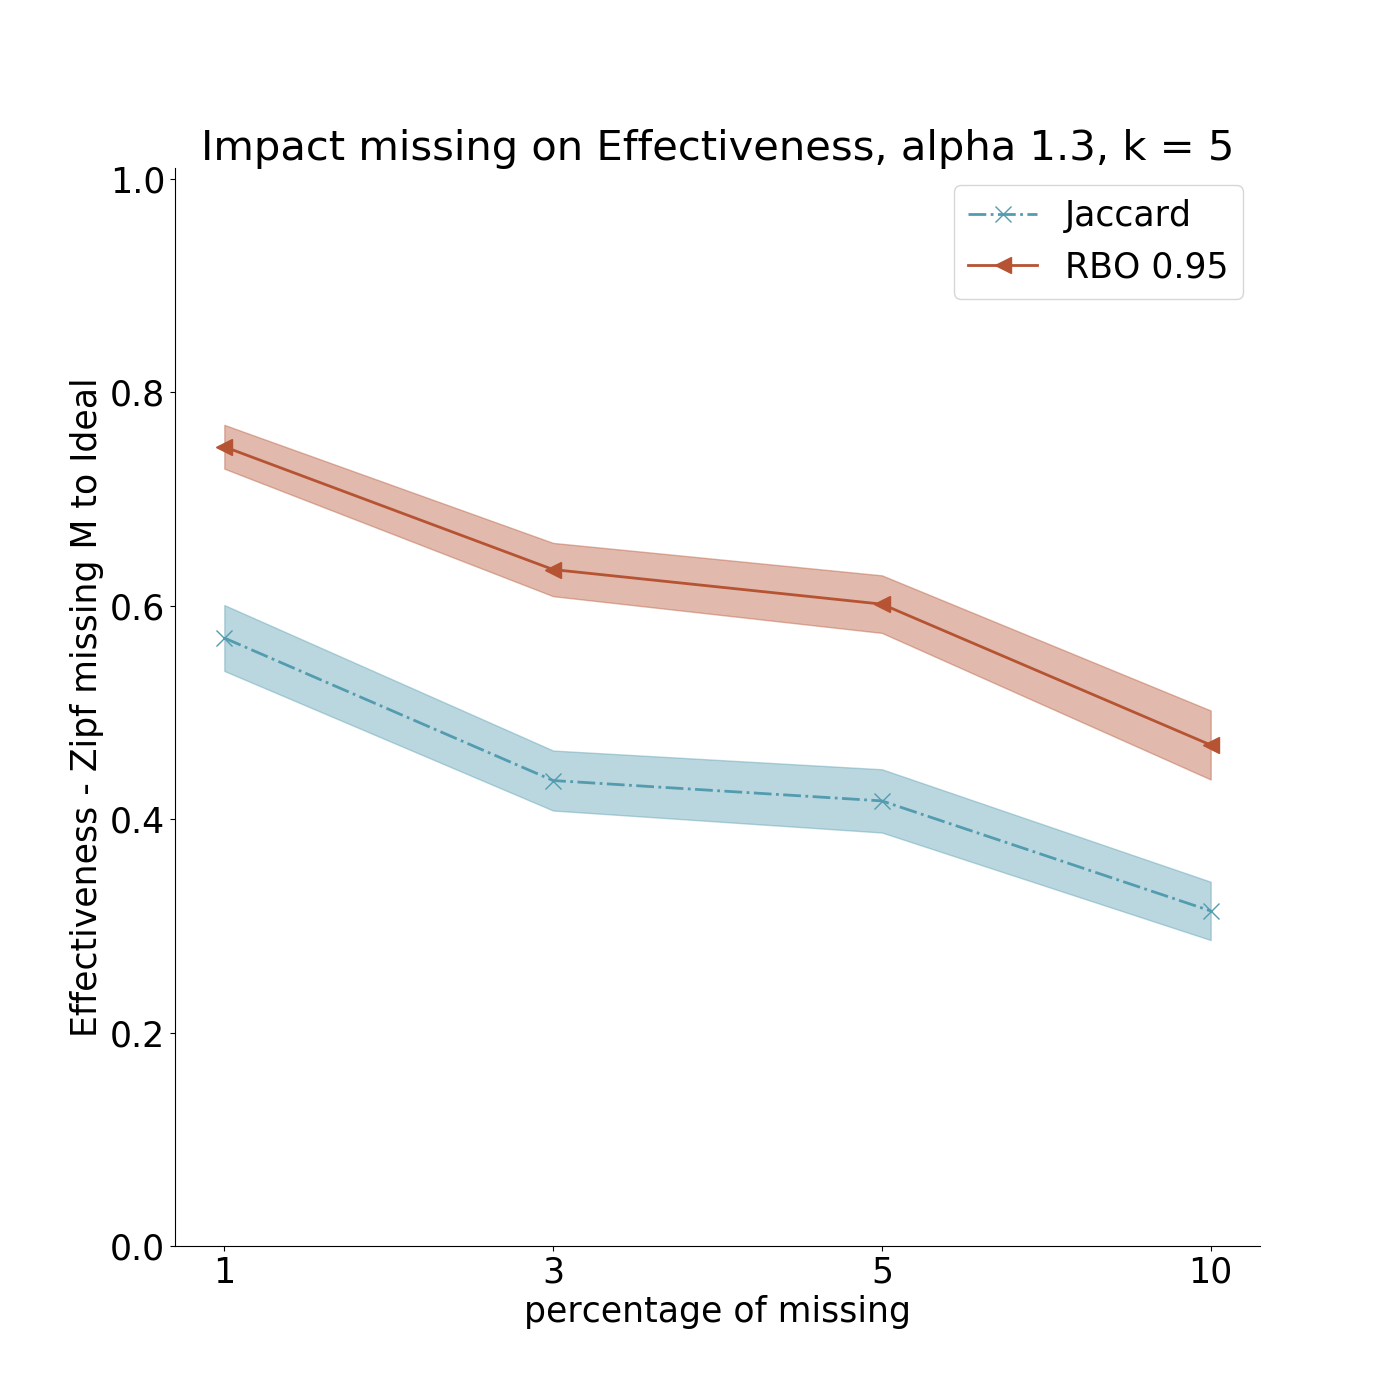 Impact missing on Effectiveness, alpha 1.3, k = 5
Jaccard
RBO 0.95
Effectiveness - Zipf missing M to Ideal
1.0
0.8
0.6
0.4
0.2
0.0
1 3 5 10
percentage of missing